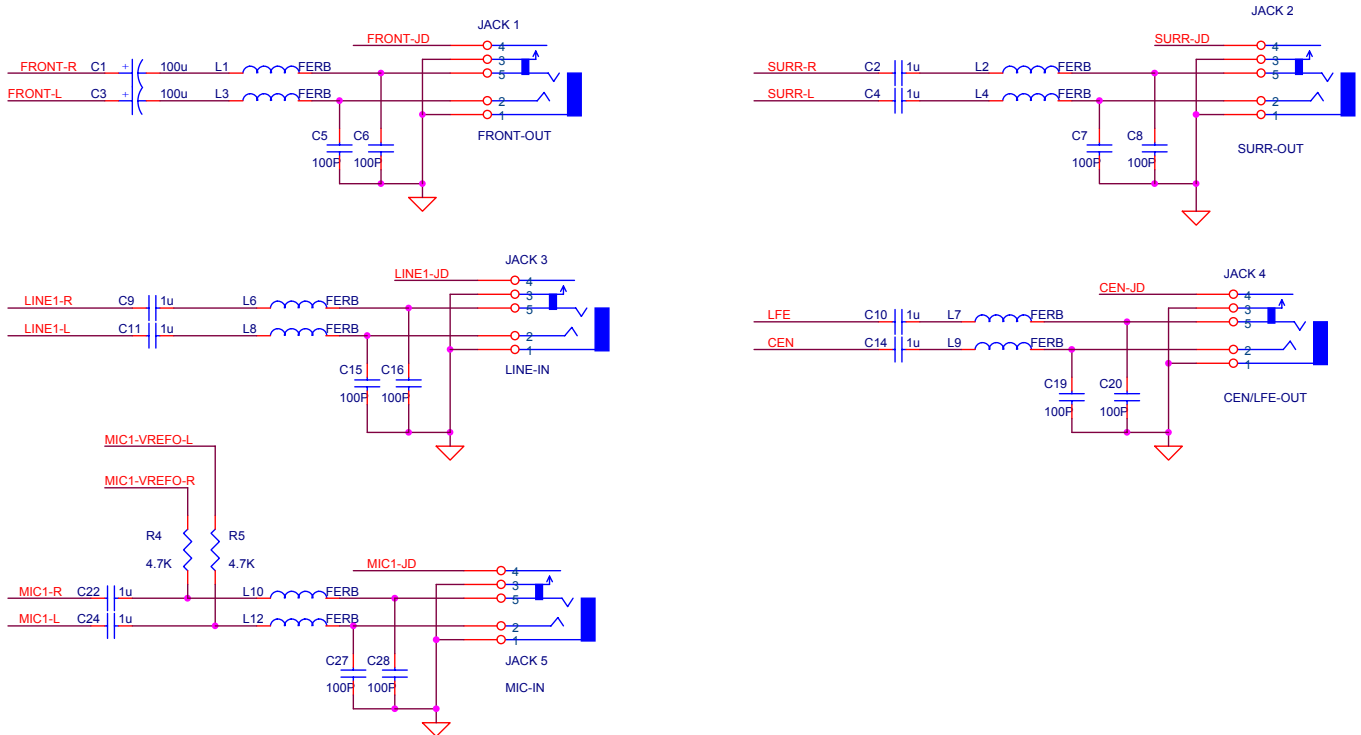 JACK 1
FRONT-JD
4
3
FRONT-R C1 + 100u L1 FERB 5
FRONT-L C3 + 100u L3 FERB 2
1
C5 C6 FRONT-OUT
100P 100P
JACK 2
SURR-JD
4
3
SURR-R C2 1u L2 FERB 5
SURR-L C4 1u L4 FERB 2
1
C7 C8
SURR-OUT
100P 100P
JACK 3
LINE1-JD
4
3
LINE1-R C9 1u L6 FERB 5
LINE1-L C11 1u L8 FERB 2
1
C15 C16 LINE-IN
100P 100P
JACK 4
CEN-JD
4
3
LFE C10 1u L7 FERB 5
CEN C14 1u L9 FERB 2
1
C19 C20
CEN/LFE-OUT
100P 100P
MIC1-VREFO-L
MIC1-VREFO-R
R4 R5
4.7K 4.7K
MIC1-JD
4
3
MIC1-R C22 1u L10 FERB 5
MIC1-L C24 1u L12 FERB 2
1
C27 C28 JACK 5
100P 100P MIC-IN